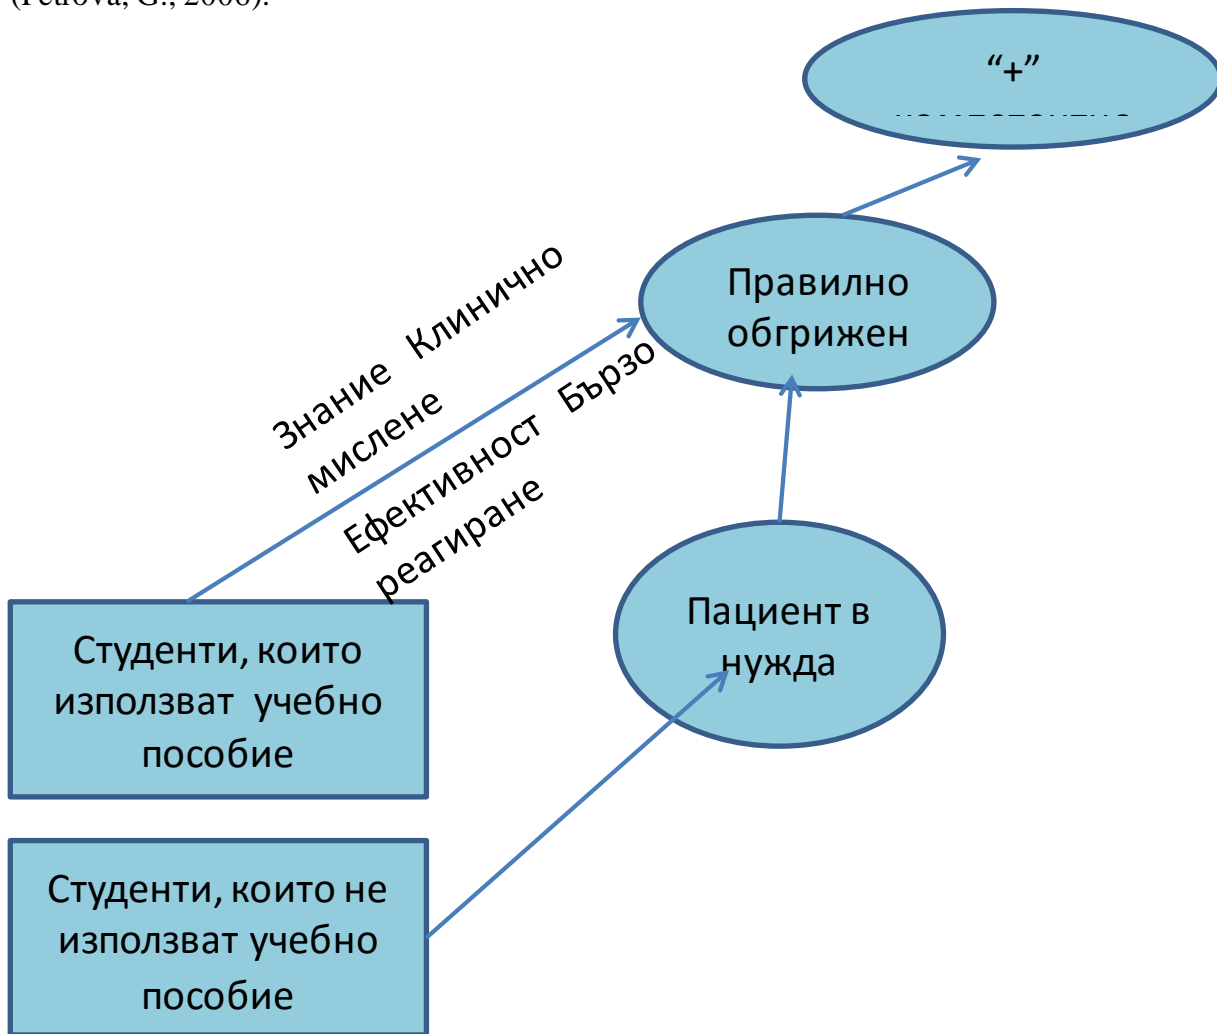 “+”
Правилно
обгрижен
Знание Клинично
мислене
Ефективност Бързо
реагиране
Пациент в
нужда
Студенти, които
използват учебно
пособие
Студенти, които не
използват учебно
пособие